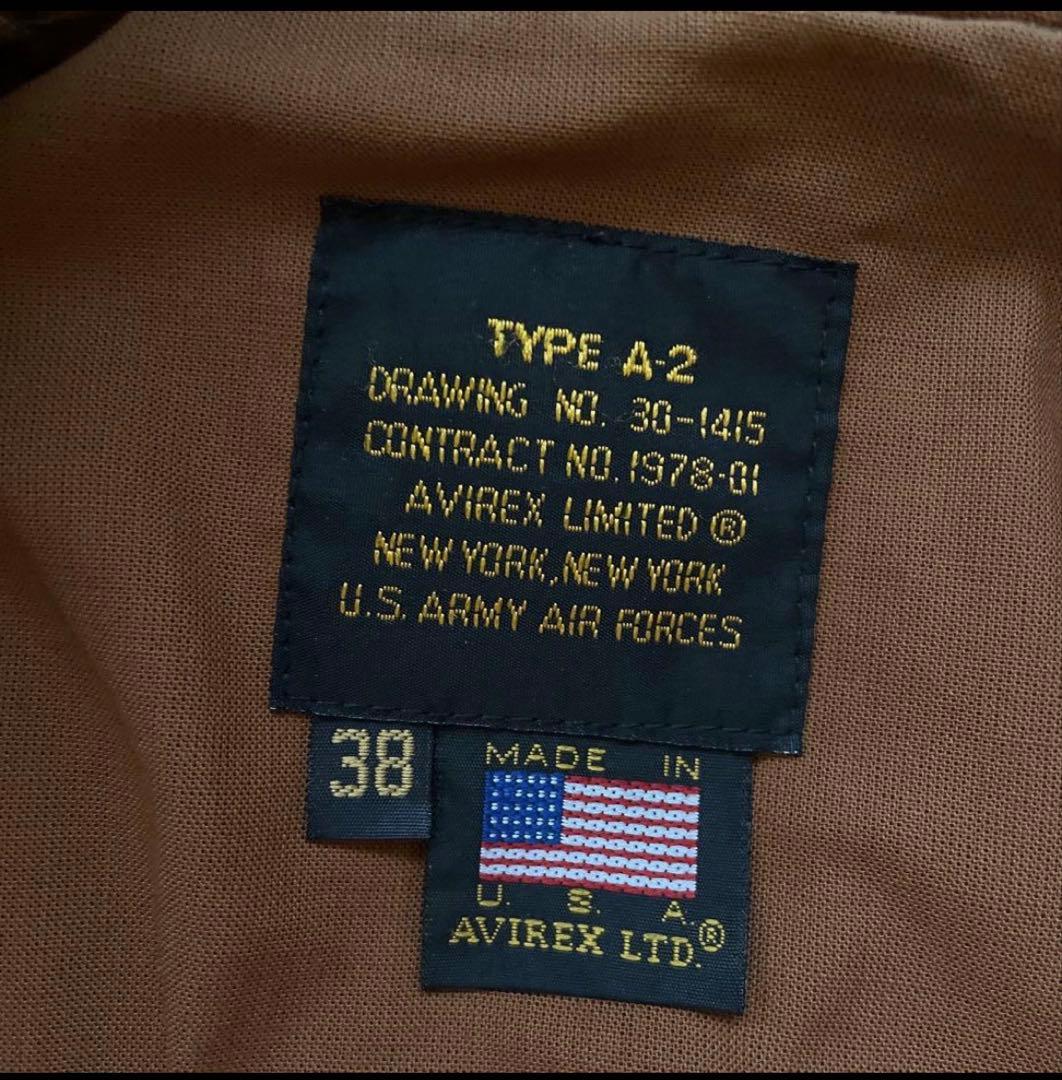 TYPE A-2
DRAWING NO. 30-1415
CONTRACT NO. 1978-01
AVIREX LIMITED ®
NEW YORK, NEW YORK
U.S. ARMY AIR FORCES
38
MADE IN
U. S. A.
AVIREX LTD.®